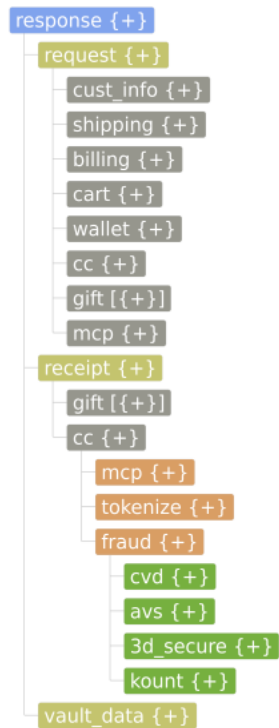 response {+}
request {+}
cust_info {+}
shipping {+}
billing {+}
cart {+}
wallet {+}
cc {+}
gift [{+}]
mcp {+}
receipt {+}
gift [{+}]
cc {+}
mcp {+}
tokenize {+}
fraud {+}
cvd {+}
avs {+}
3d_secure {+}
kount {+}
vault_data {+}